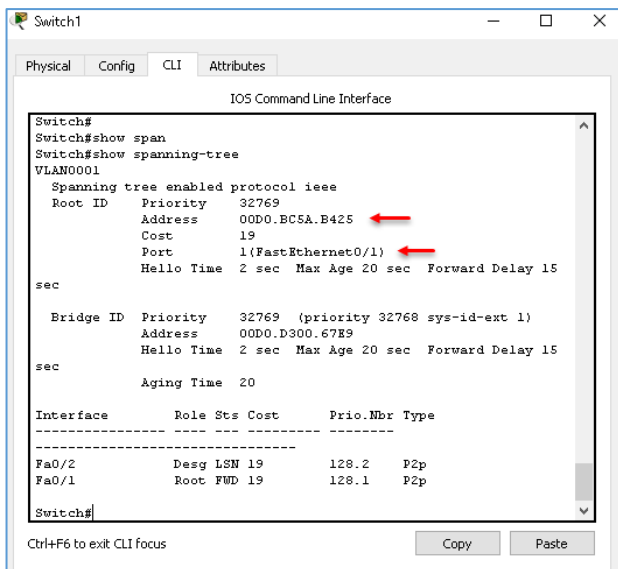 Switch1
Physical Config CLI Attributes
IOS Command Line Interface
Switch#
Switch#show span
Switch#show spanning-tree
VLAN0001
Spanning tree enabled protocol ieee
Root ID Priority 32769
Address 00D0.BC5A.B425
Cost 19
Port 1(FastEthernet0/1)
Hello Time 2 sec Max Age 20 sec Forward Delay 15
sec
Bridge ID Priority 32769 (priority 32768 sys-id-ext 1)
Address 00D0.D300.67E9
Hello Time 2 sec Max Age 20 sec Forward Delay 15
sec
Aging Time 20
Interface Role Sts Cost Prio.Nbr Type
---------------- ---- --- --------- --------
--------------------------------
Fa0/2 Desg LSN 19 128.2 P2p
Fa0/1 Root FWD 19 128.1 P2p
Switch#
Ctrl+F6 to exit CLI focus Copy Paste